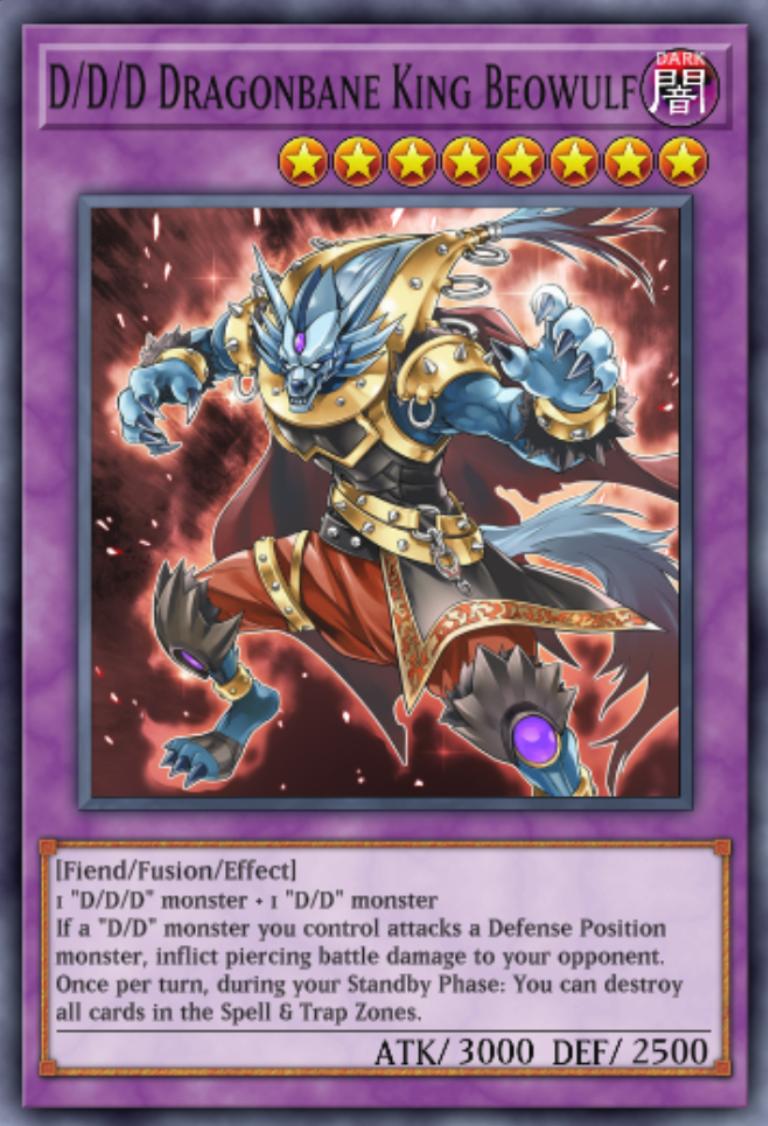 D/D/D DRAGONBANE KING BEOWULF
DARK
闇
[Fiend/Fusion/Effect]
1 "D/D/D" monster + 1 "D/D" monster
If a "D/D" monster you control attacks a Defense Position
monster, inflict piercing battle damage to your opponent.
Once per turn, during your Standby Phase: You can destroy
all cards in the Spell & Trap Zones.
ATK/ 3000 DEF/ 2500